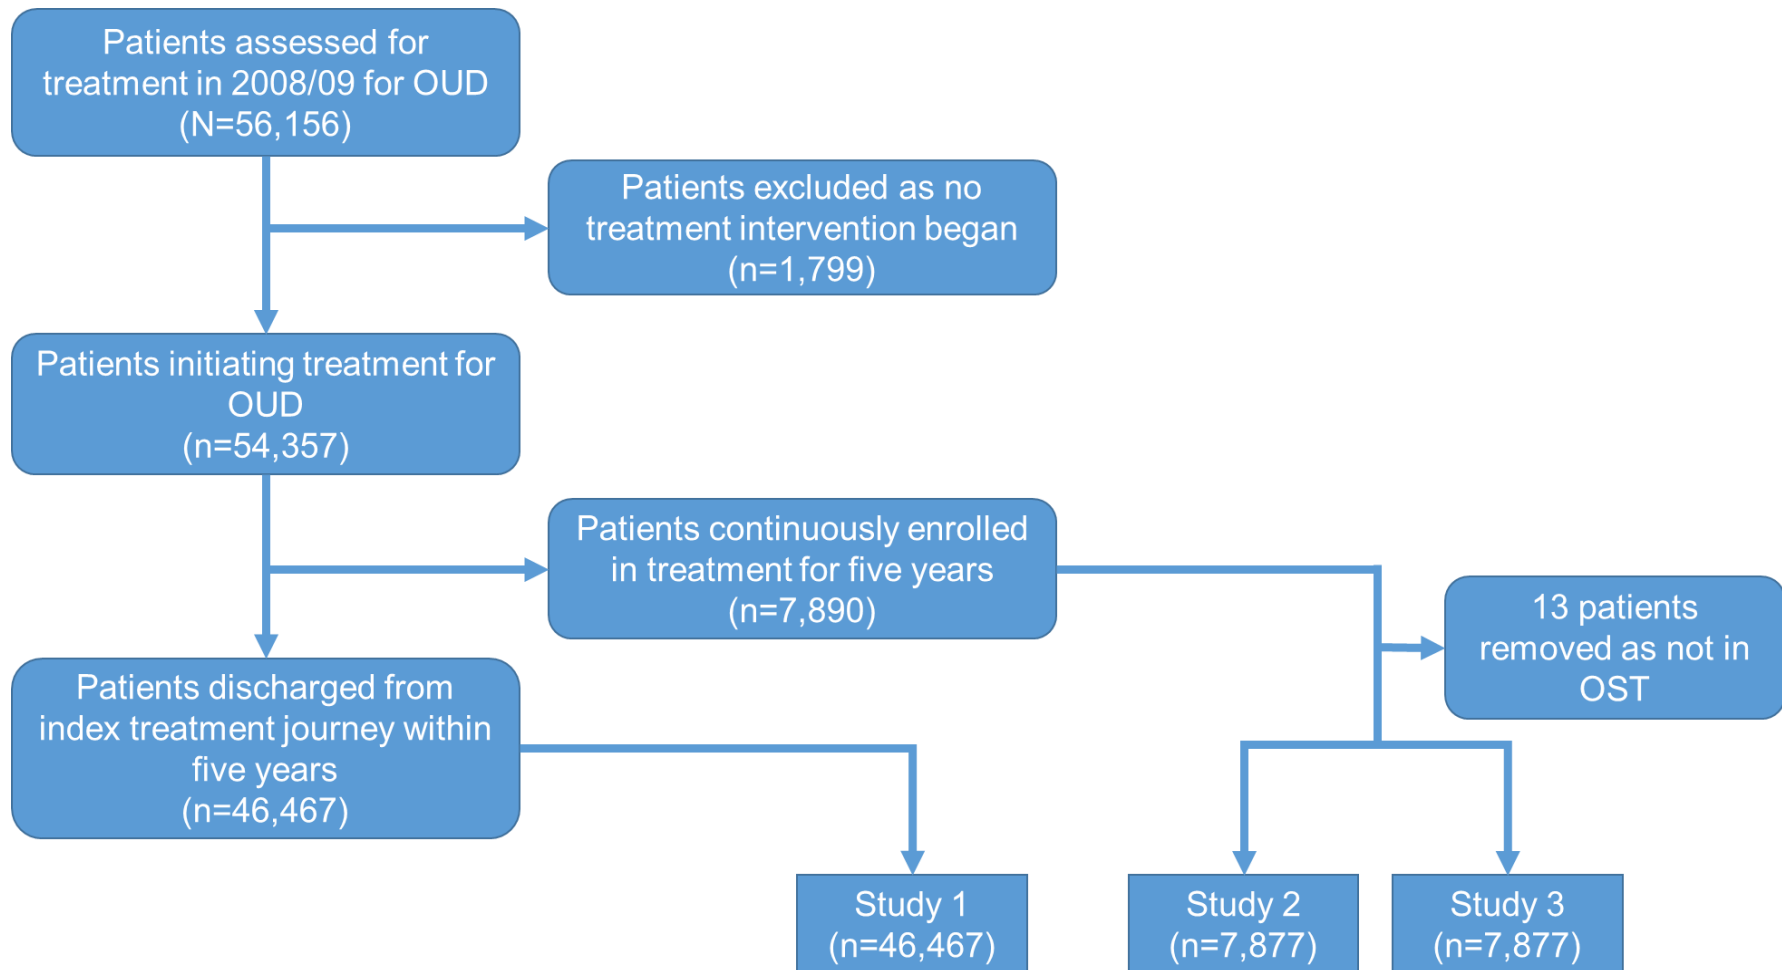 Patients assessed for
treatment in 2008/09 for OUD
(N=56,156)
Patients excluded as no
treatment intervention began
(n=1,799)
Patients initiating treatment for
OUD
(n=54,357)
Patients continuously enrolled
in treatment for five years
(n=7,890)
13 patients
removed as not in
OST
Patients discharged from
index treatment journey within
five years
(n=46,467)
Study 1
(n=46,467)
Study 2
(n=7,877)
Study 3
(n=7,877)